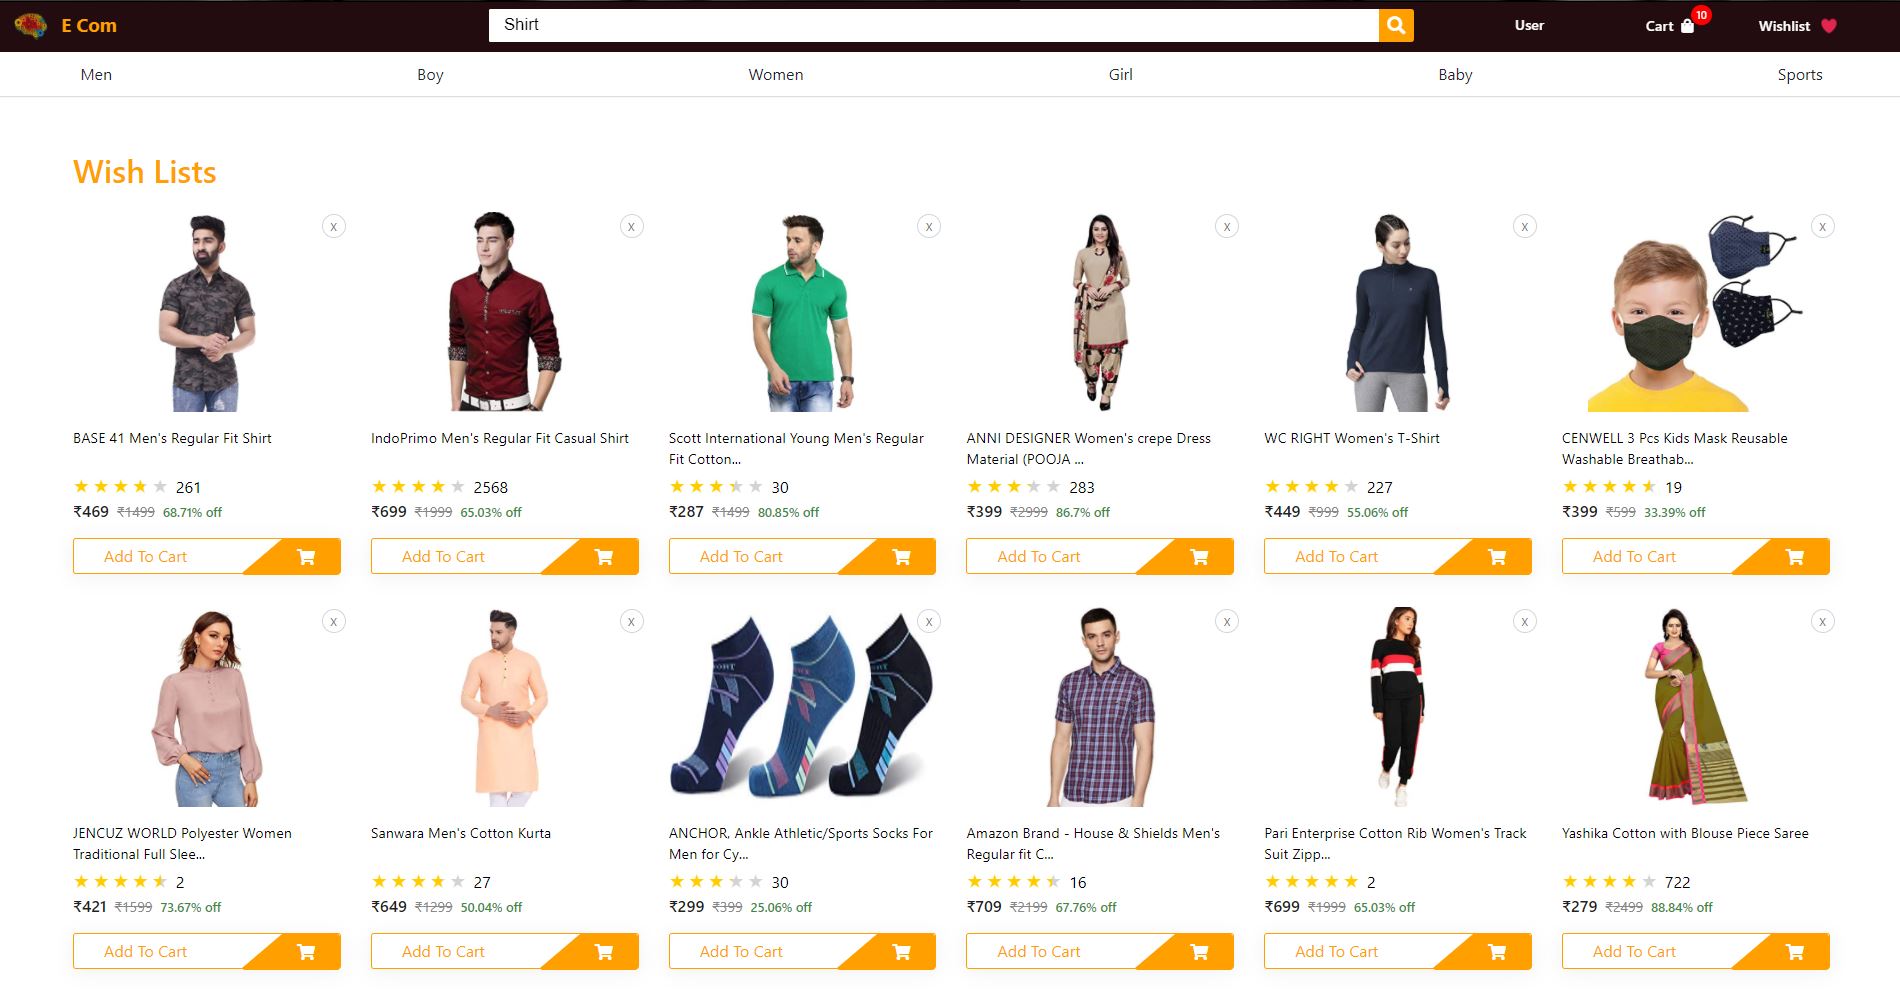 E Com
Shirt
User
Cart
10
Wishlist
Men
Boy
Women
Girl
Baby
Sports
Wish Lists
x
x
x
x
x
x
BASE 41 Men's Regular Fit Shirt
261
₹469 ₹1499 68.71% off
Add To Cart
IndoPrimo Men's Regular Fit Casual Shirt
2568
₹699 ₹1999 65.03% off
Add To Cart
Scott International Young Men's Regular
Fit Cotton...
30
₹287 ₹1499 80.85% off
Add To Cart
ANNI DESIGNER Women's crepe Dress
Material (POOJA ...
283
₹399 ₹2999 86.7% off
Add To Cart
WC RIGHT Women's T-Shirt
227
₹449 ₹999 55.06% off
Add To Cart
CENWELL 3 Pcs Kids Mask Reusable
Washable Breathab...
19
₹399 ₹599 33.39% off
Add To Cart
x
x
x
x
x
x
JENCUZ WORLD Polyester Women
Traditional Full Slee...
2
₹421 ₹1599 73.67% off
Add To Cart
Sanwara Men's Cotton Kurta
27
₹649 ₹1299 50.04% off
Add To Cart
ANCHOR, Ankle Athletic/Sports Socks For
Men for Cy...
30
₹299 ₹399 25.06% off
Add To Cart
Amazon Brand - House & Shields Men's
Regular fit C...
16
₹709 ₹2199 67.76% off
Add To Cart
Pari Enterprise Cotton Rib Women's Track
Suit Zipp...
2
₹699 ₹1999 65.03% off
Add To Cart
Yashika Cotton with Blouse Piece Saree
722
₹279 ₹2499 88.84% off
Add To Cart